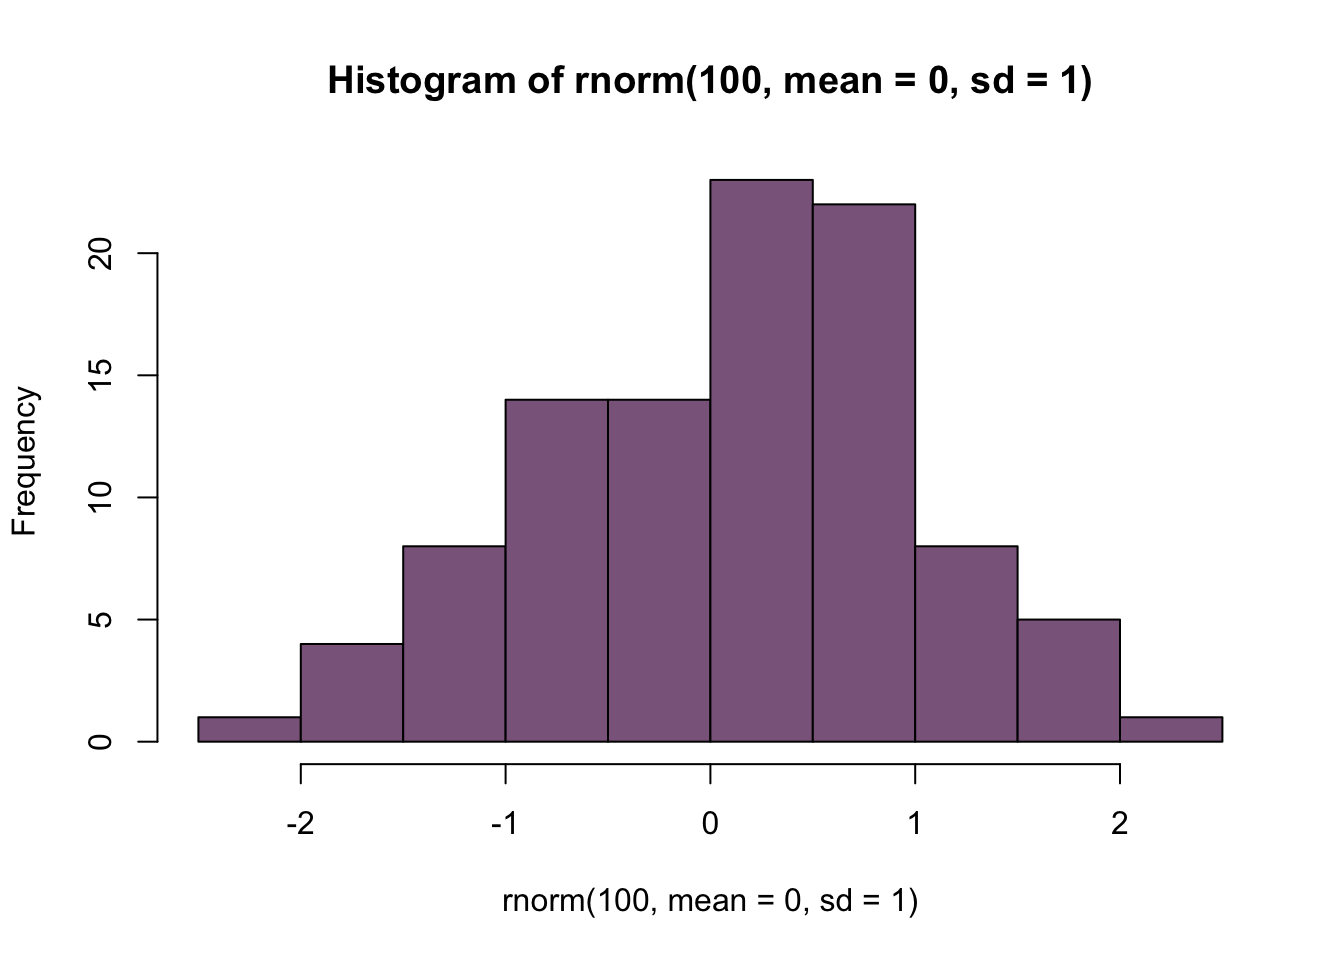 Histogram of rnorm(100, mean = 0, sd = 1)
Frequency
20
15
10
5
0
-2 -1 0 1 2
rnorm(100, mean = 0, sd = 1)